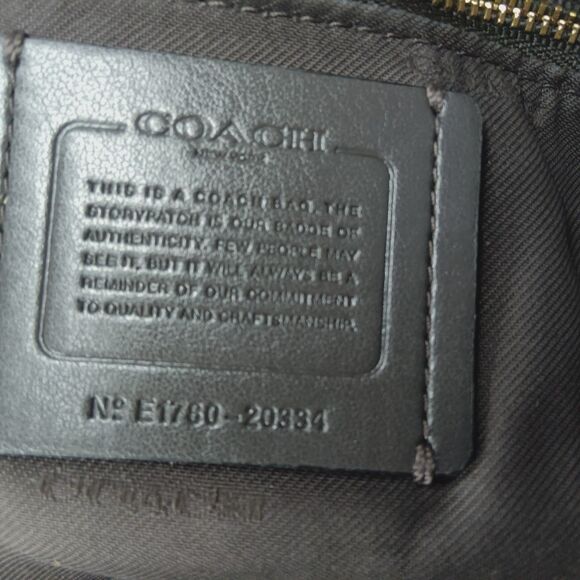 COACH
NEW YORK
THIS IS A COACH BAG. THE
STORYPATCH IS OUR BADGE OF
AUTHENTICITY. FEW PEOPLE MAY
SEE IT, BUT IT WILL ALWAYS BE A
REMINDER OF OUR COMMITMENT
TO QUALITY AND CRAFTSMANSHIP.
Nº E1760-20334